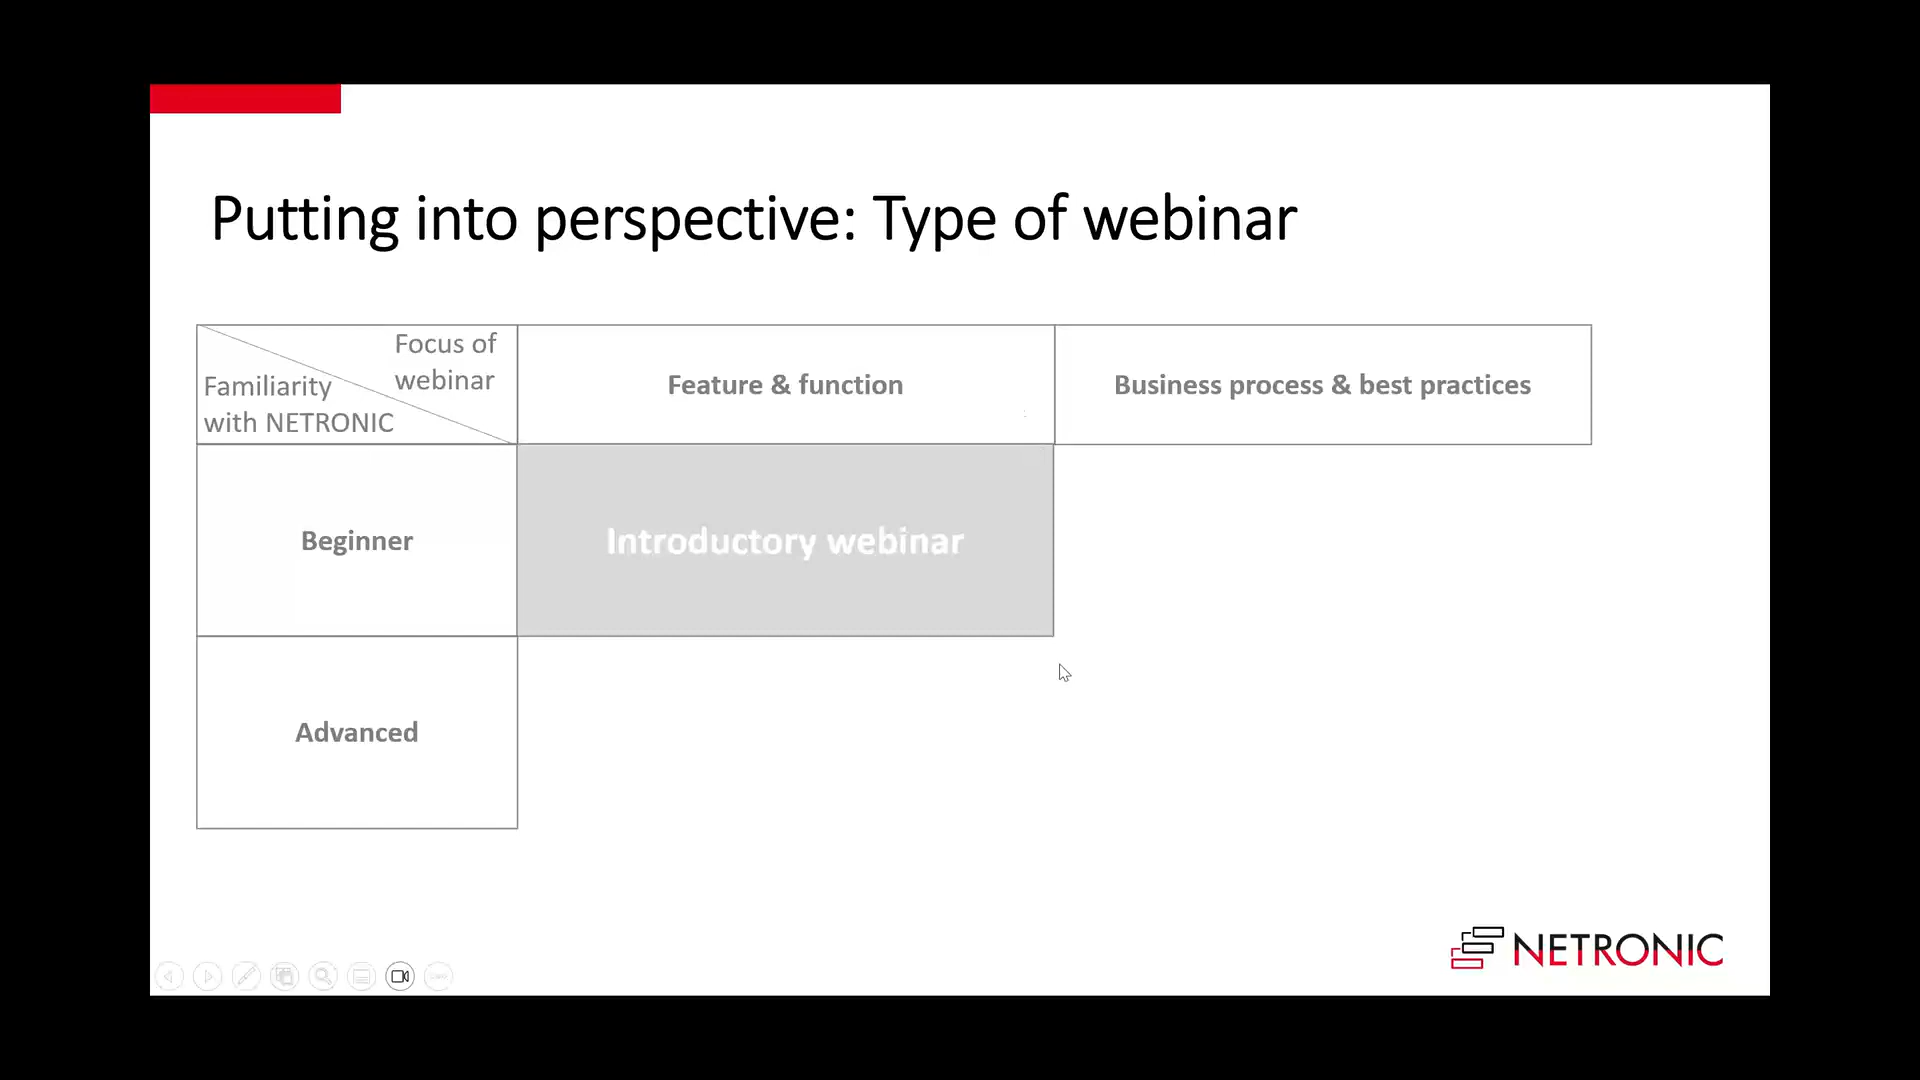 Putting into perspective: Type of webinar
Focus of
webinar
Familiarity
with NETRONIC
Feature & function
Business process & best practices
Beginner
Introductory webinar
Advanced
NETRONIC